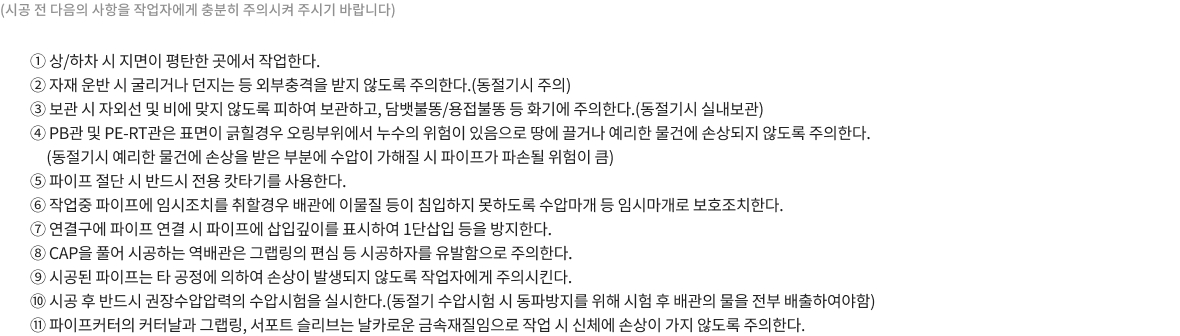 (시공 전 다음의 사항을 작업자에게 충분히 주의시켜 주시기 바랍니다)
① 상/하차 시 지면이 평탄한 곳에서 작업한다.
② 자재 운반 시 굴리거나 던지는 등 외부충격을 받지 않도록 주의한다.(동절기시 주의)
③ 보관 시 자외선 및 비에 맞지 않도록 피하여 보관하고, 담뱃불똥/용접불똥 등 화기에 주의한다.(동절기시 실내보관)
④ PB관 및 PE-RT관은 표면이 긁힐경우 오링부위에서 누수의 위험이 있음으로 땅에 끌거나 예리한 물건에 손상되지 않도록 주의한다.
(동절기시 예리한 물건에 손상을 받은 부분에 수압이 가해질 시 파이프가 파손될 위험이 큼)
⑤ 파이프 절단 시 반드시 전용 캇타기를 사용한다.
⑥ 작업중 파이프에 임시조치를 취할경우 배관에 이물질 등이 침입하지 못하도록 수압마개 등 임시마개로 보호조치한다.
⑦ 연결구에 파이프 연결 시 파이프에 삽입깊이를 표시하여 1단삽입 등을 방지한다.
⑧ CAP을 풀어 시공하는 역배관은 그랩링의 편심 등 시공하자를 유발함으로 주의한다.
⑨ 시공된 파이프는 타 공정에 의하여 손상이 발생되지 않도록 작업자에게 주의시킨다.
⑩ 시공 후 반드시 권장수압압력의 수압시험을 실시한다.(동절기 수압시험 시 동파방지를 위해 시험 후 배관의 물을 전부 배출하여야함)
⑪ 파이프커터의 커터날과 그랩링, 서포트 슬리브는 날카로운 금속재질임으로 작업 시 신체에 손상이 가지 않도록 주의한다.